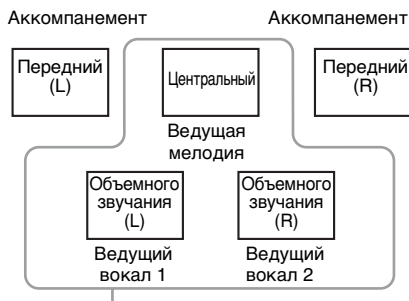 Аккомпанемент Аккомпанемент
Передний
(L)
Центральный
Передний
(R)
Ведущая
мелодия
Объемного
звучания
(L)
Объемного
звучания
(R)
Ведущий
вокал 1
Ведущий
вокал 2